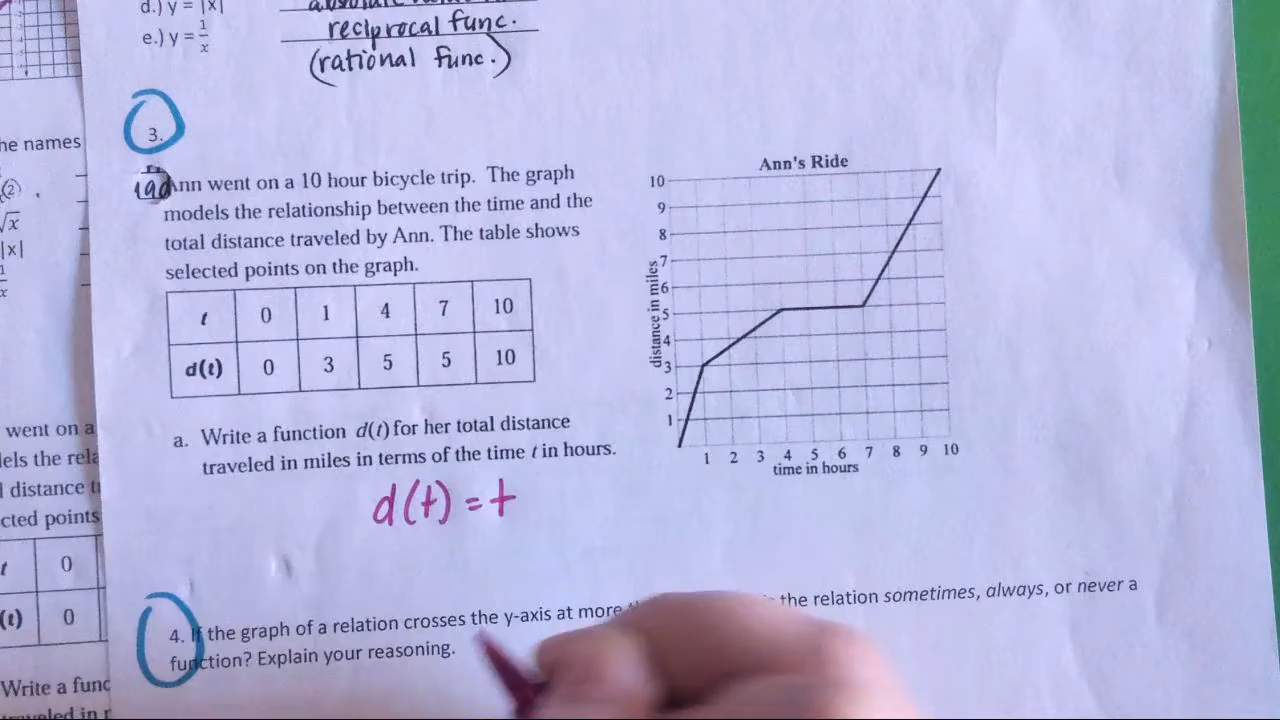 d.) y = |x|
e.) y = 1/x
reciprocal func.
(rational func.)
he names
3.
Ann went on a 10 hour bicycle trip. The graph
models the relationship between the time and the
total distance traveled by Ann. The table shows
selected points on the graph.
t 0 1 4 7 10
d(t) 0 3 5 5 10
a. Write a function d(t) for her total distance
traveled in miles in terms of the time t in hours.
d(t) = t
Ann's Ride
10
9
8
7
6
5
4
3
2
1
distance in miles
1 2 3 4 5 6 7 8 9 10
time in hours
4. If the graph of a relation crosses the y-axis at more the relation sometimes, always, or never a
function? Explain your reasoning.
2
√x
|x|
1
x
went on a
els the rela
distance
cted points
t 0
(t) 0
Write a func